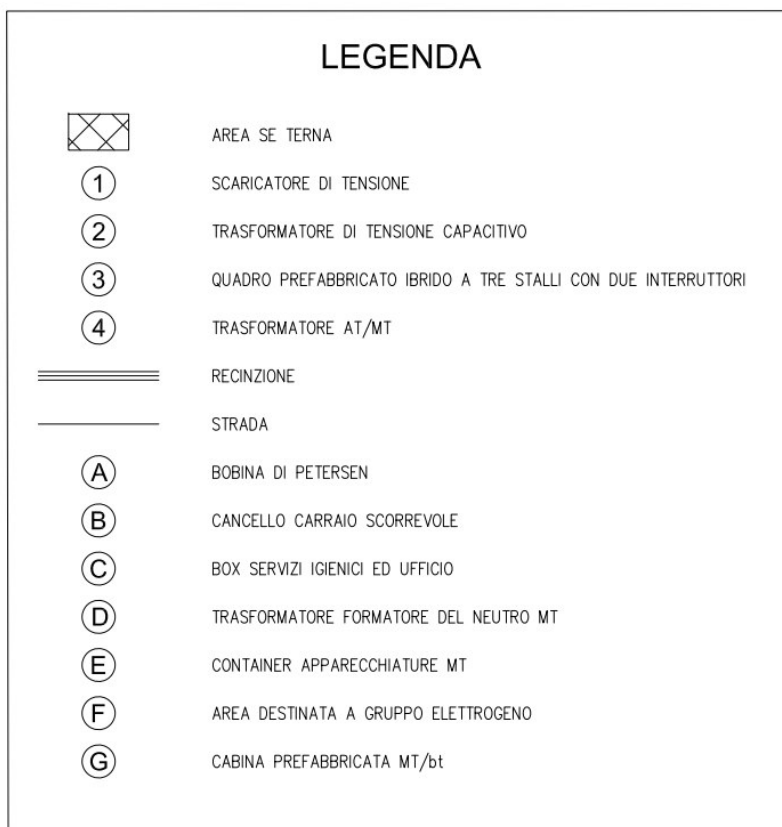 LEGENDA
AREA SE TERNA
1 SCARICATORE DI TENSIONE
2 TRASFORMATORE DI TENSIONE CAPACITIVO
3 QUADRO PREFABBRICATO IBRIDO A TRE STALLI CON DUE INTERRUTTORI
4 TRASFORMATORE AT/MT
RECINZIONE
STRADA
A BOBINA DI PETERSEN
B CANCELLO CARRAIO SCORREVOLE
C BOX SERVIZI IGIENICI ED UFFICIO
D TRASFORMATORE FORMATORE DEL NEUTRO MT
E CONTAINER APPARECCHIATURE MT
F AREA DESTINATA A GRUPPO ELETTROGENO
G CABINA PREFABBRICATA MT/bt